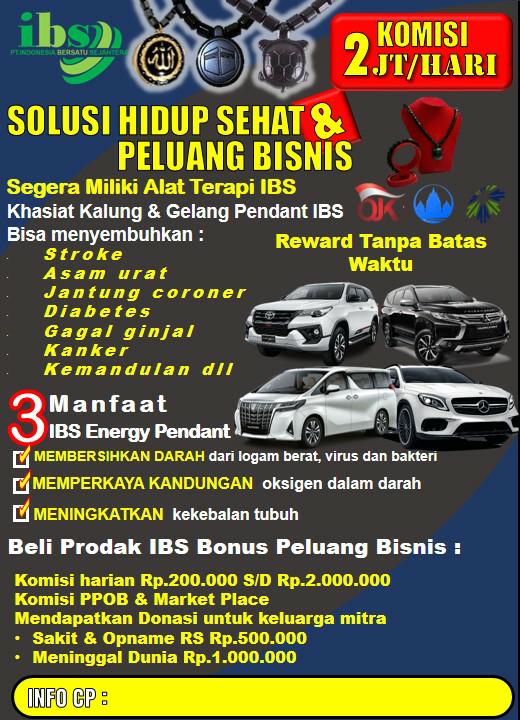 ibs
PT.INDONESIA BERSATU SEJAHTERA
2 KOMISI
JT/HARI
SOLUSI HIDUP SEHAT &
PELUANG BISNIS
Segera Miliki Alat Terapi IBS
Khasiat Kalung & Gelang Pendant IBS
Bisa menyembuhkan :
Stroke
Asam urat
Jantung coroner
Diabetes
Gagal ginjal
Kanker
Kemandulan dll
Reward Tanpa Batas
Waktu
3 Manfaat
IBS Energy Pendant
MEMBERSIHKAN DARAH dari logam berat, virus dan bakteri
MEMPERKAYA KANDUNGAN oksigen dalam darah
MENINGKATKAN kekebalan tubuh
Beli Prodak IBS Bonus Peluang Bisnis :
Komisi harian Rp.200.000 S/D Rp.2.000.000
Komisi PPOB & Market Place
Mendapatkan Donasi untuk keluarga mitra
• Sakit & Opname RS Rp.500.000
• Meninggal Dunia Rp.1.000.000
INFO CP :